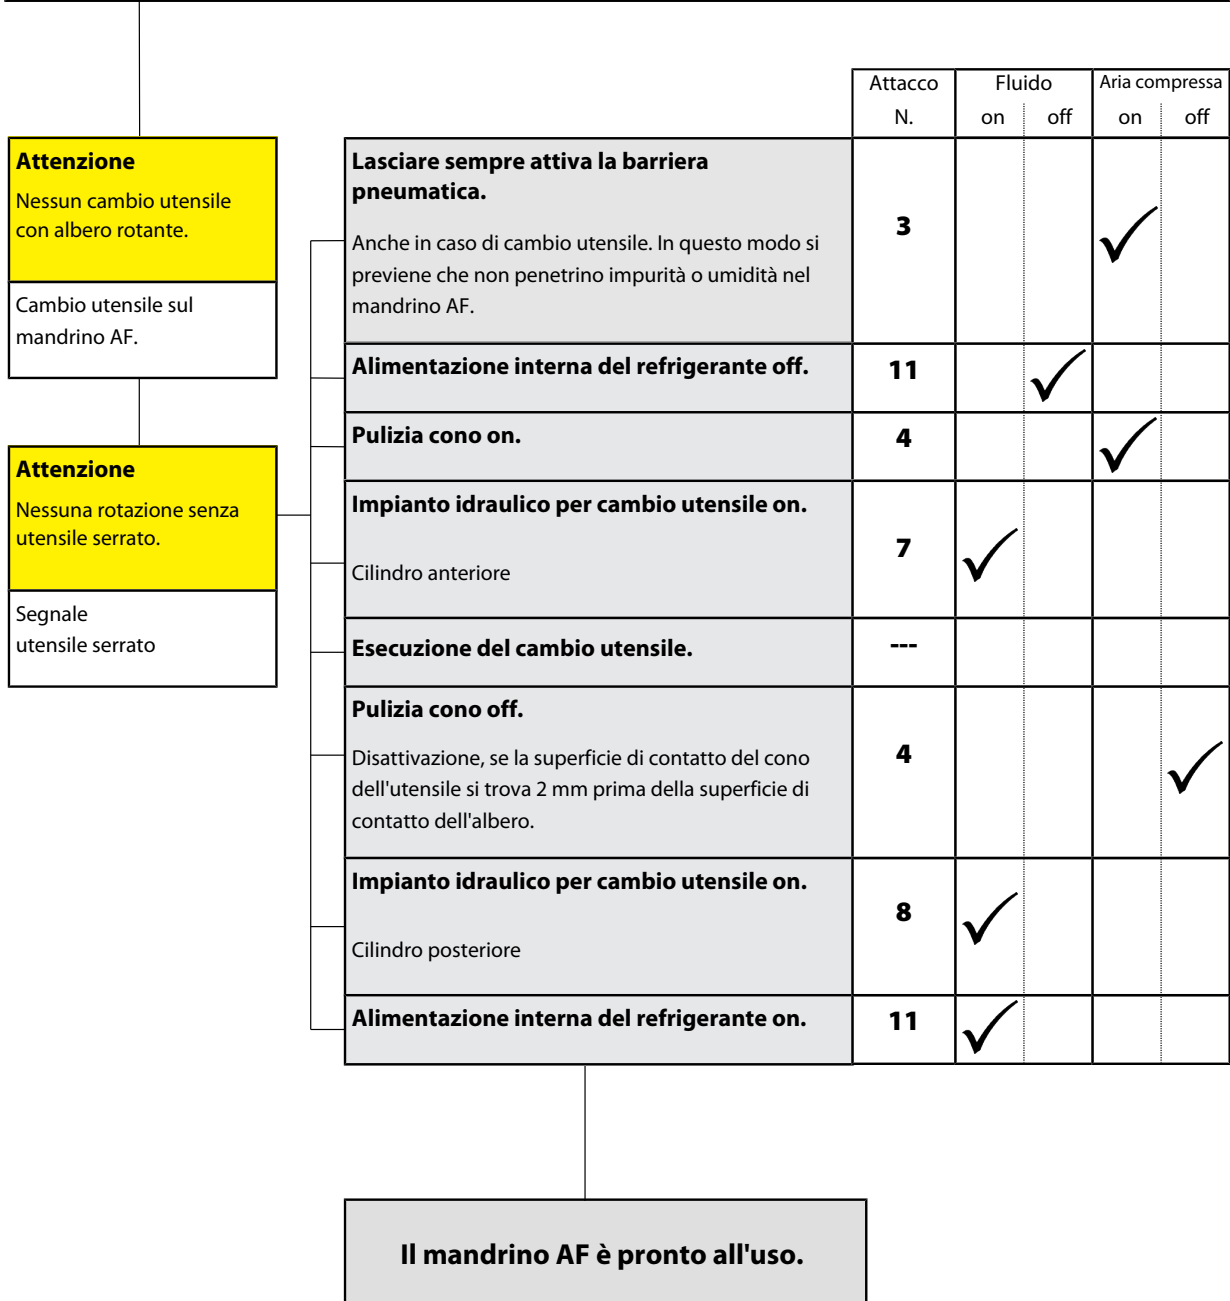 Attacco Fluido Aria compressa
N. on off on off
Attenzione
Nessun cambio utensile
con albero rotante.
Cambio utensile sul
mandrino AF.
Attenzione
Nessuna rotazione senza
utensile serrato.
Segnale
utensile serrato
Lasciare sempre attiva la barriera
pneumatica.
Anche in caso di cambio utensile. In questo modo si
previene che non penetrino impurità o umidità nel
mandrino AF.
3
Alimentazione interna del refrigerante off.
11
Pulizia cono on.
4
Impianto idraulico per cambio utensile on.
Cilindro anteriore
7
Esecuzione del cambio utensile.
---
Pulizia cono off.
Disattivazione, se la superficie di contatto del cono
dell'utensile si trova 2 mm prima della superficie di
contatto dell'albero.
4
Impianto idraulico per cambio utensile on.
Cilindro posteriore
8
Alimentazione interna del refrigerante on.
11
Il mandrino AF è pronto all'uso.